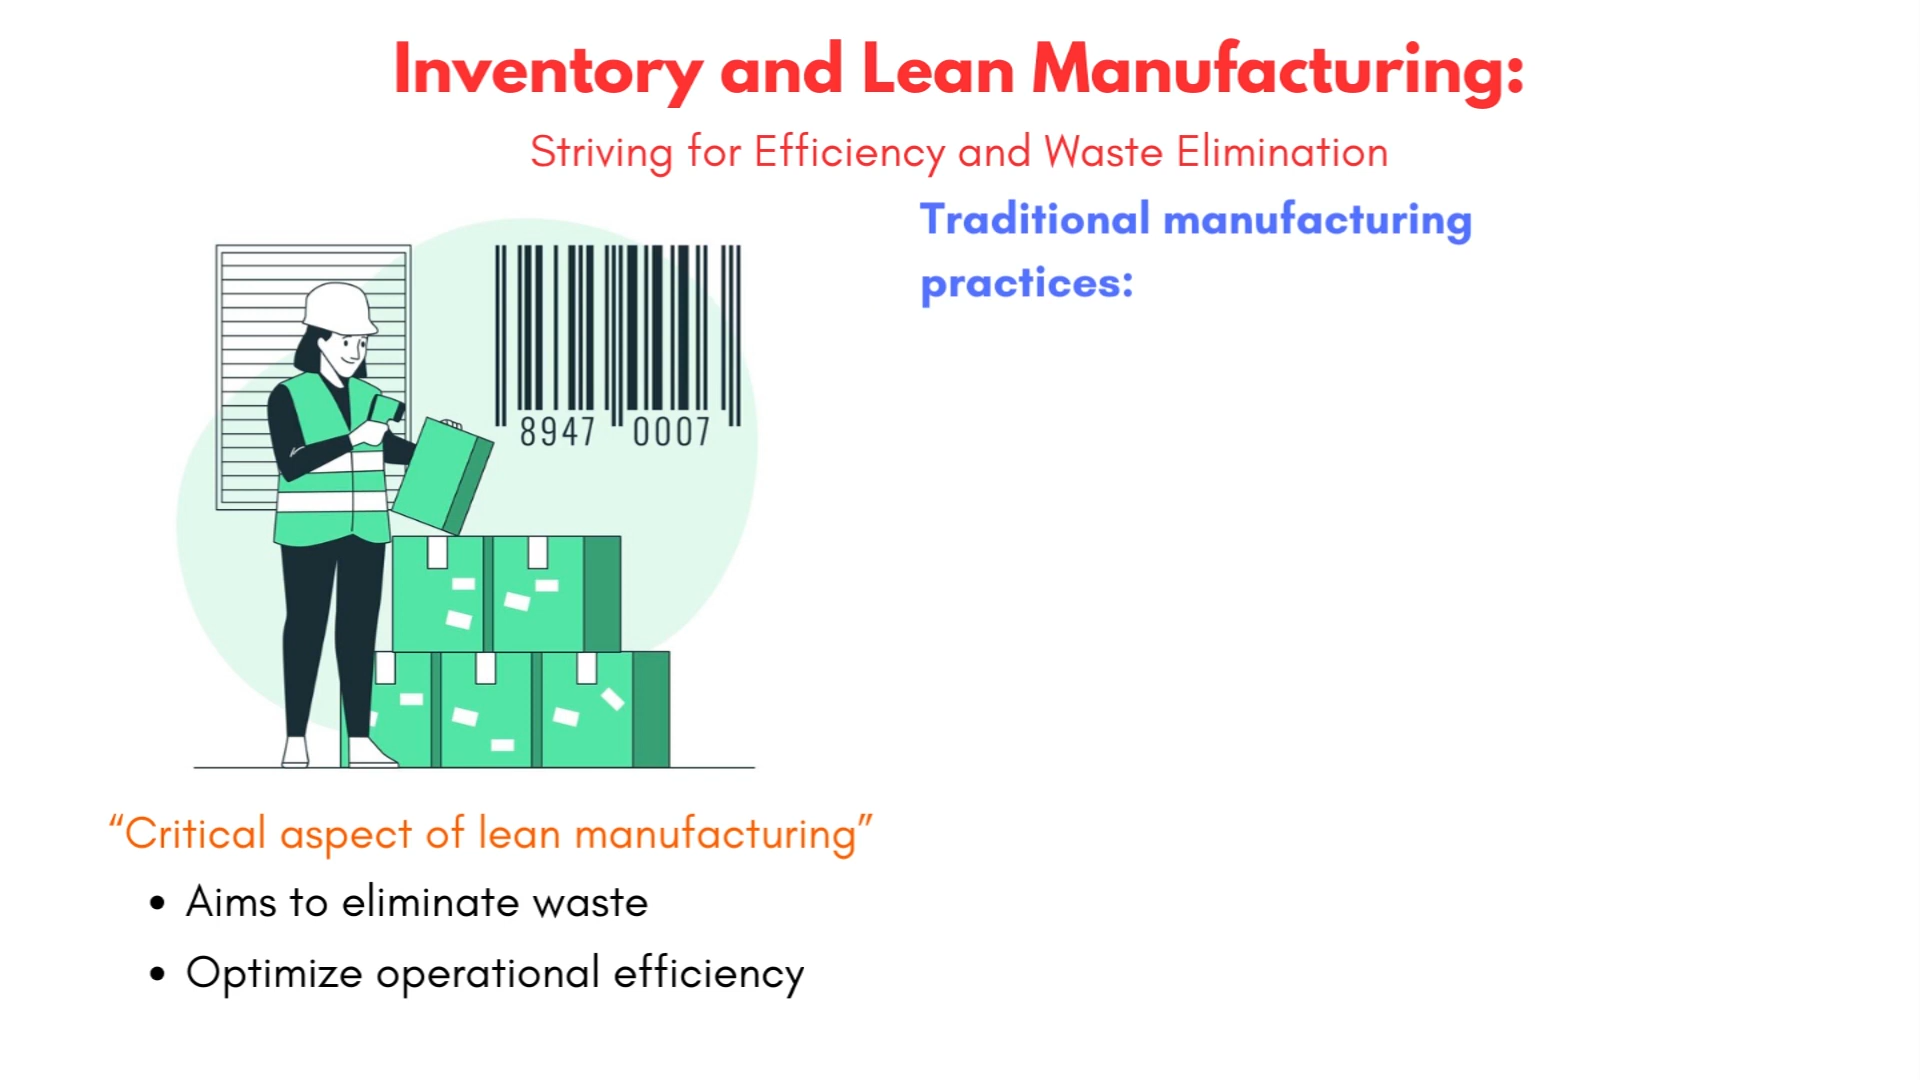 Inventory and Lean Manufacturing:
Striving for Efficiency and Waste Elimination
Traditional manufacturing
practices:
8947 0007
“Critical aspect of lean manufacturing”
• Aims to eliminate waste
• Optimize operational efficiency